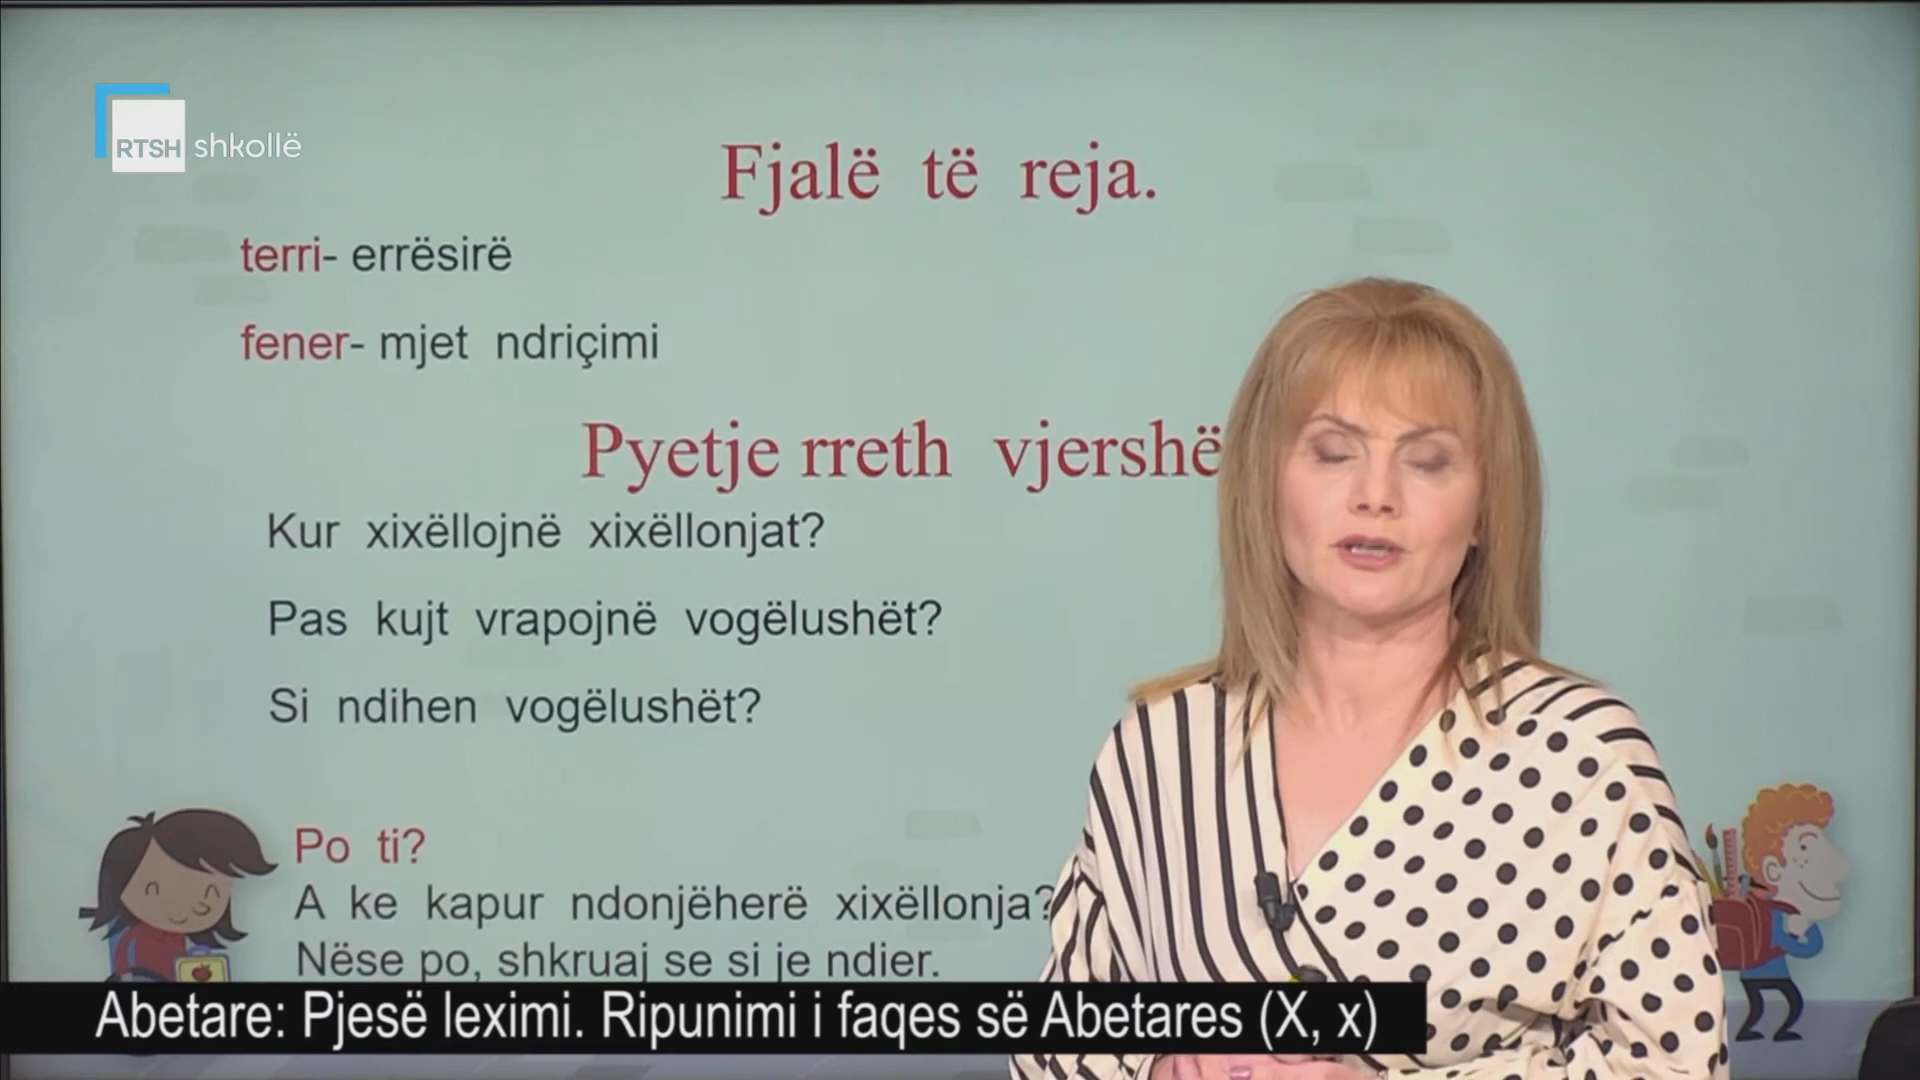 RTSH shkollë
Fjalë të reja.
terri- errësirë
fener- mjet ndriçimi
Pyetje rreth vjershë
Kur xixëllojnë xixëllonjat?
Pas kujt vrapojnë vogëlushët?
Si ndihen vogëlushët?
Po ti?
A ke kapur ndonjëherë xixëllonja?
Nëse po, shkruaj se si je ndier.
Abetare: Pjesë leximi. Ripunimi i faqes së Abetares (X, x)